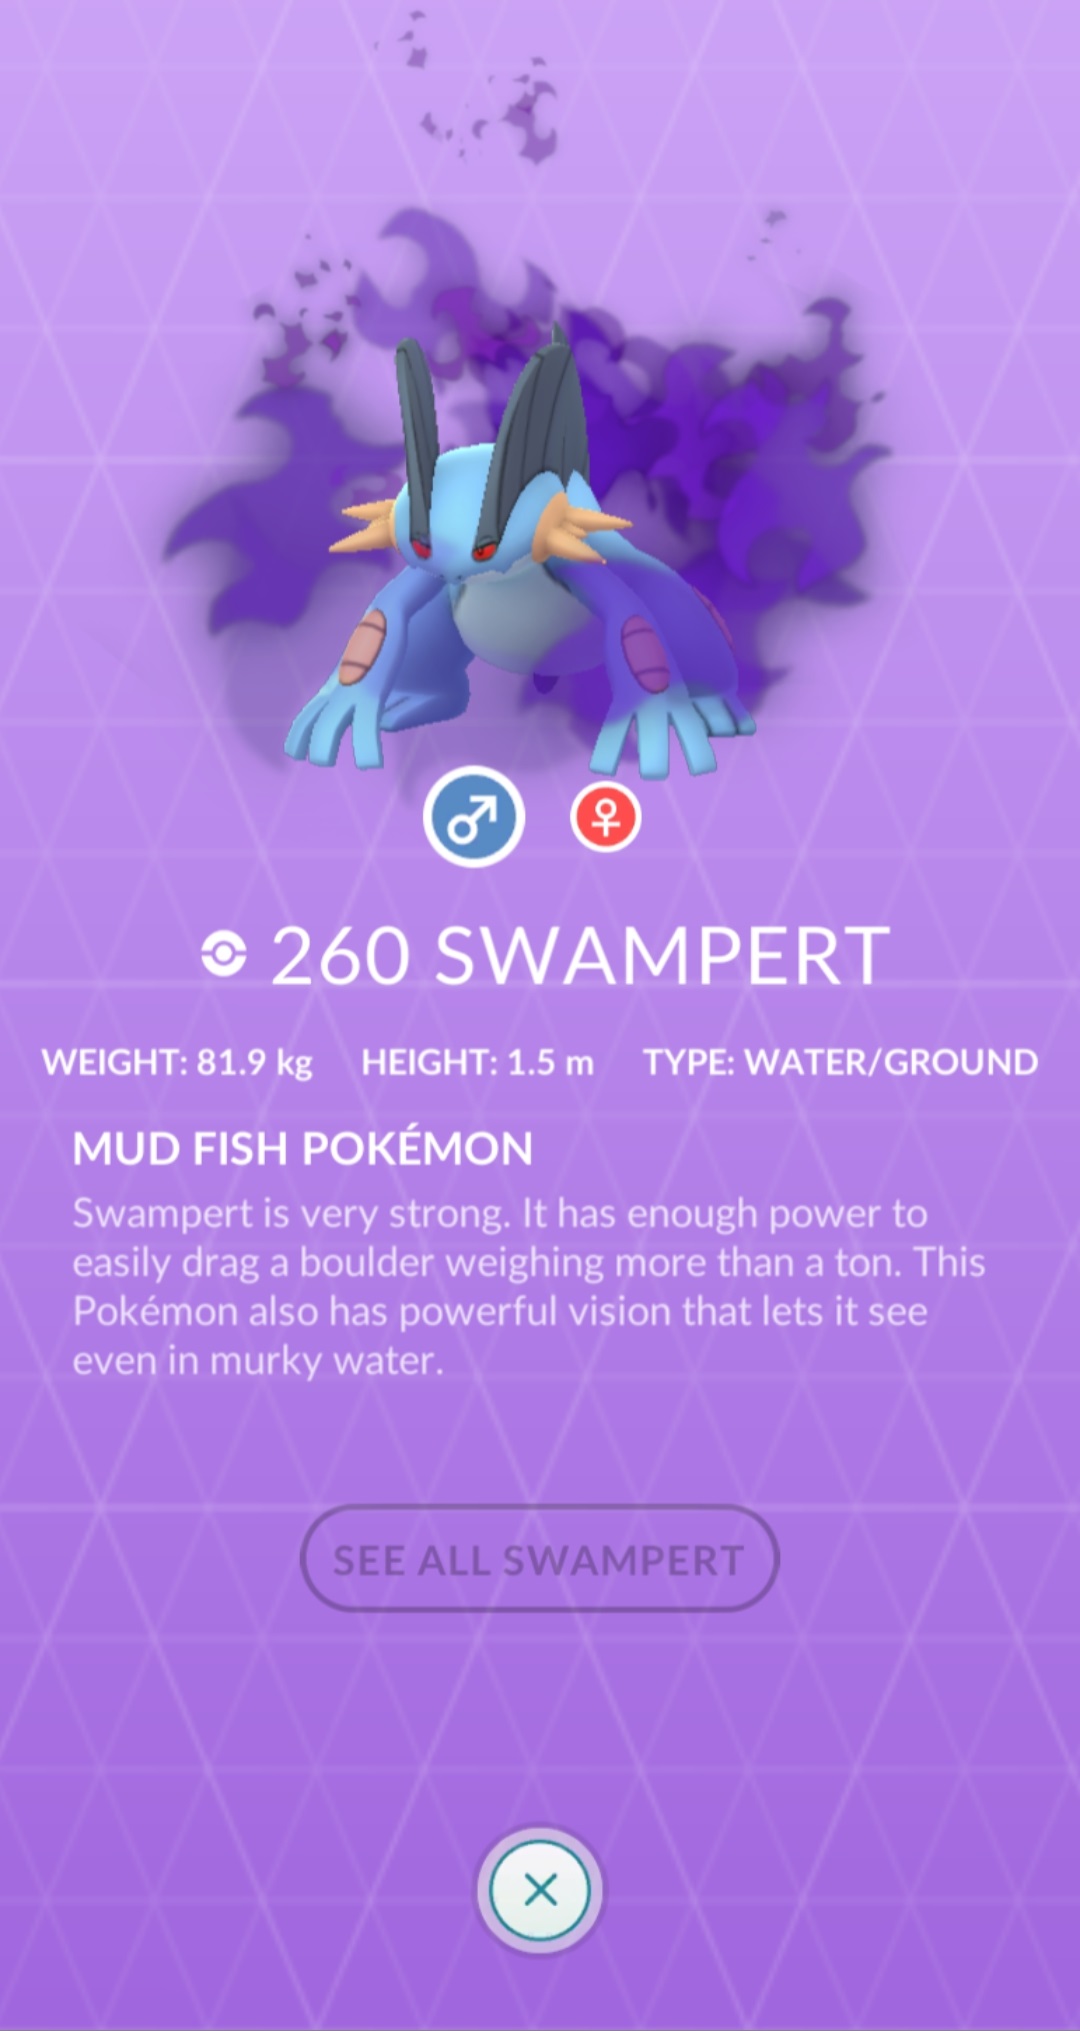 260 SWAMPERT
WEIGHT: 81.9 kg HEIGHT: 1.5 m TYPE: WATER/GROUND
MUD FISH POKÉMON
Swampert is very strong. It has enough power to
easily drag a boulder weighing more than a ton. This
Pokémon also has powerful vision that lets it see
even in murky water.
SEE ALL SWAMPERT